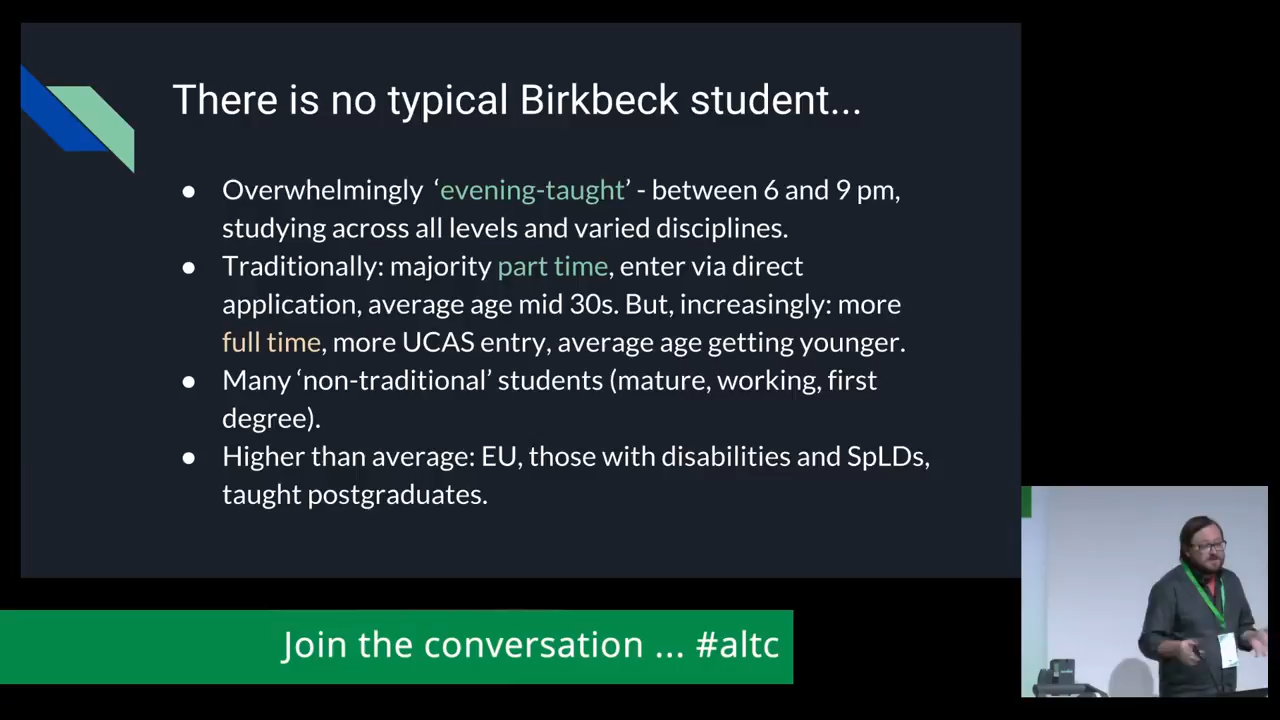 There is no typical Birkbeck student...
● Overwhelmingly ‘evening-taught’ - between 6 and 9 pm,
studying across all levels and varied disciplines.
● Traditionally: majority part time, enter via direct
application, average age mid 30s. But, increasingly: more
full time, more UCAS entry, average age getting younger.
● Many ‘non-traditional’ students (mature, working, first
degree).
● Higher than average: EU, those with disabilities and SpLDs,
taught postgraduates.
Join the conversation ... #altc